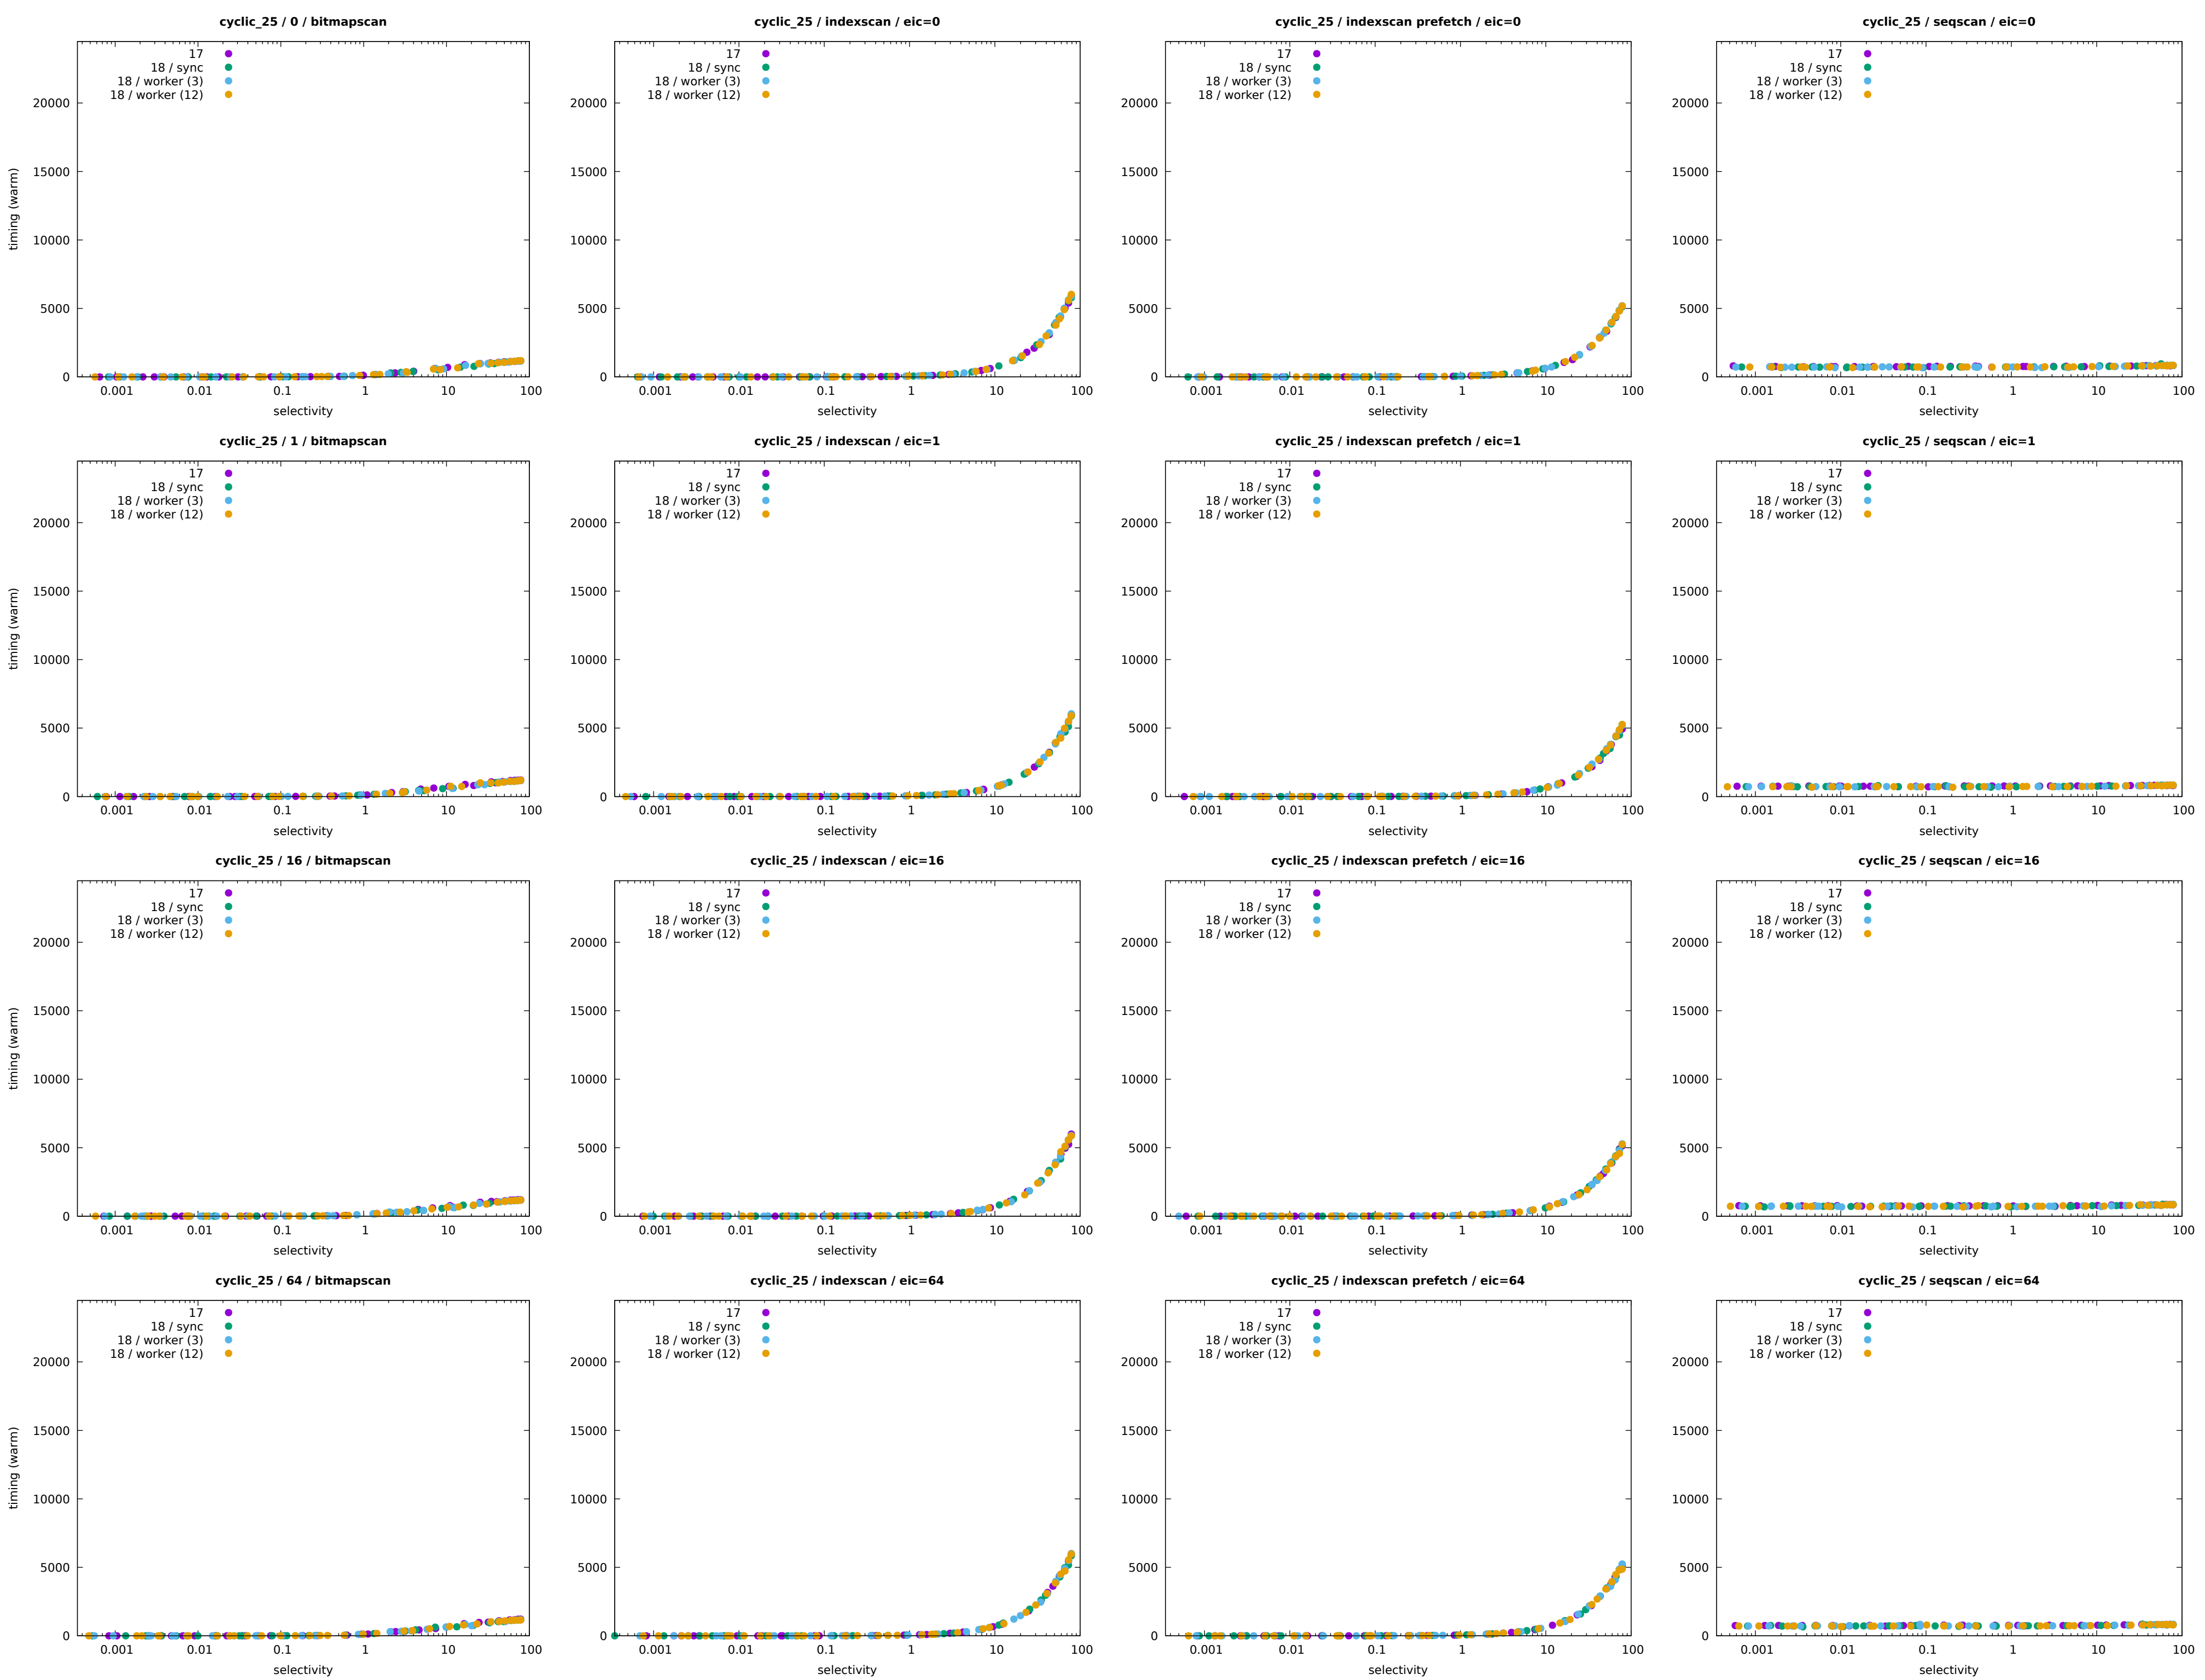 cyclic_25 / 0 / bitmapscan
17
18 / sync
18 / worker (3)
18 / worker (12)
timing (warm)
20000
15000
10000
5000
0
0.001 0.01 0.1 1 10 100
selectivity
cyclic_25 / indexscan / eic=0
17
18 / sync
18 / worker (3)
18 / worker (12)
20000
15000
10000
5000
0
0.001 0.01 0.1 1 10 100
selectivity
cyclic_25 / indexscan prefetch / eic=0
17
18 / sync
18 / worker (3)
18 / worker (12)
20000
15000
10000
5000
0
0.001 0.01 0.1 1 10 100
selectivity
cyclic_25 / seqscan / eic=0
17
18 / sync
18 / worker (3)
18 / worker (12)
20000
15000
10000
5000
0
0.001 0.01 0.1 1 10 100
selectivity
cyclic_25 / 1 / bitmapscan
17
18 / sync
18 / worker (3)
18 / worker (12)
timing (warm)
20000
15000
10000
5000
0
0.001 0.01 0.1 1 10 100
selectivity
cyclic_25 / indexscan / eic=1
17
18 / sync
18 / worker (3)
18 / worker (12)
20000
15000
10000
5000
0
0.001 0.01 0.1 1 10 100
selectivity
cyclic_25 / indexscan prefetch / eic=1
17
18 / sync
18 / worker (3)
18 / worker (12)
20000
15000
10000
5000
0
0.001 0.01 0.1 1 10 100
selectivity
cyclic_25 / seqscan / eic=1
17
18 / sync
18 / worker (3)
18 / worker (12)
20000
15000
10000
5000
0
0.001 0.01 0.1 1 10 100
selectivity
cyclic_25 / 16 / bitmapscan
17
18 / sync
18 / worker (3)
18 / worker (12)
timing (warm)
20000
15000
10000
5000
0
0.001 0.01 0.1 1 10 100
selectivity
cyclic_25 / indexscan / eic=16
17
18 / sync
18 / worker (3)
18 / worker (12)
20000
15000
10000
5000
0
0.001 0.01 0.1 1 10 100
selectivity
cyclic_25 / indexscan prefetch / eic=16
17
18 / sync
18 / worker (3)
18 / worker (12)
20000
15000
10000
5000
0
0.001 0.01 0.1 1 10 100
selectivity
cyclic_25 / seqscan / eic=16
17
18 / sync
18 / worker (3)
18 / worker (12)
20000
15000
10000
5000
0
0.001 0.01 0.1 1 10 100
selectivity
cyclic_25 / 64 / bitmapscan
17
18 / sync
18 / worker (3)
18 / worker (12)
timing (warm)
20000
15000
10000
5000
0
0.001 0.01 0.1 1 10 100
selectivity
cyclic_25 / indexscan / eic=64
17
18 / sync
18 / worker (3)
18 / worker (12)
20000
15000
10000
5000
0
0.001 0.01 0.1 1 10 100
selectivity
cyclic_25 / indexscan prefetch / eic=64
17
18 / sync
18 / worker (3)
18 / worker (12)
20000
15000
10000
5000
0
0.001 0.01 0.1 1 10 100
selectivity
cyclic_25 / seqscan / eic=64
17
18 / sync
18 / worker (3)
18 / worker (12)
20000
15000
10000
5000
0
0.001 0.01 0.1 1 10 100
selectivity